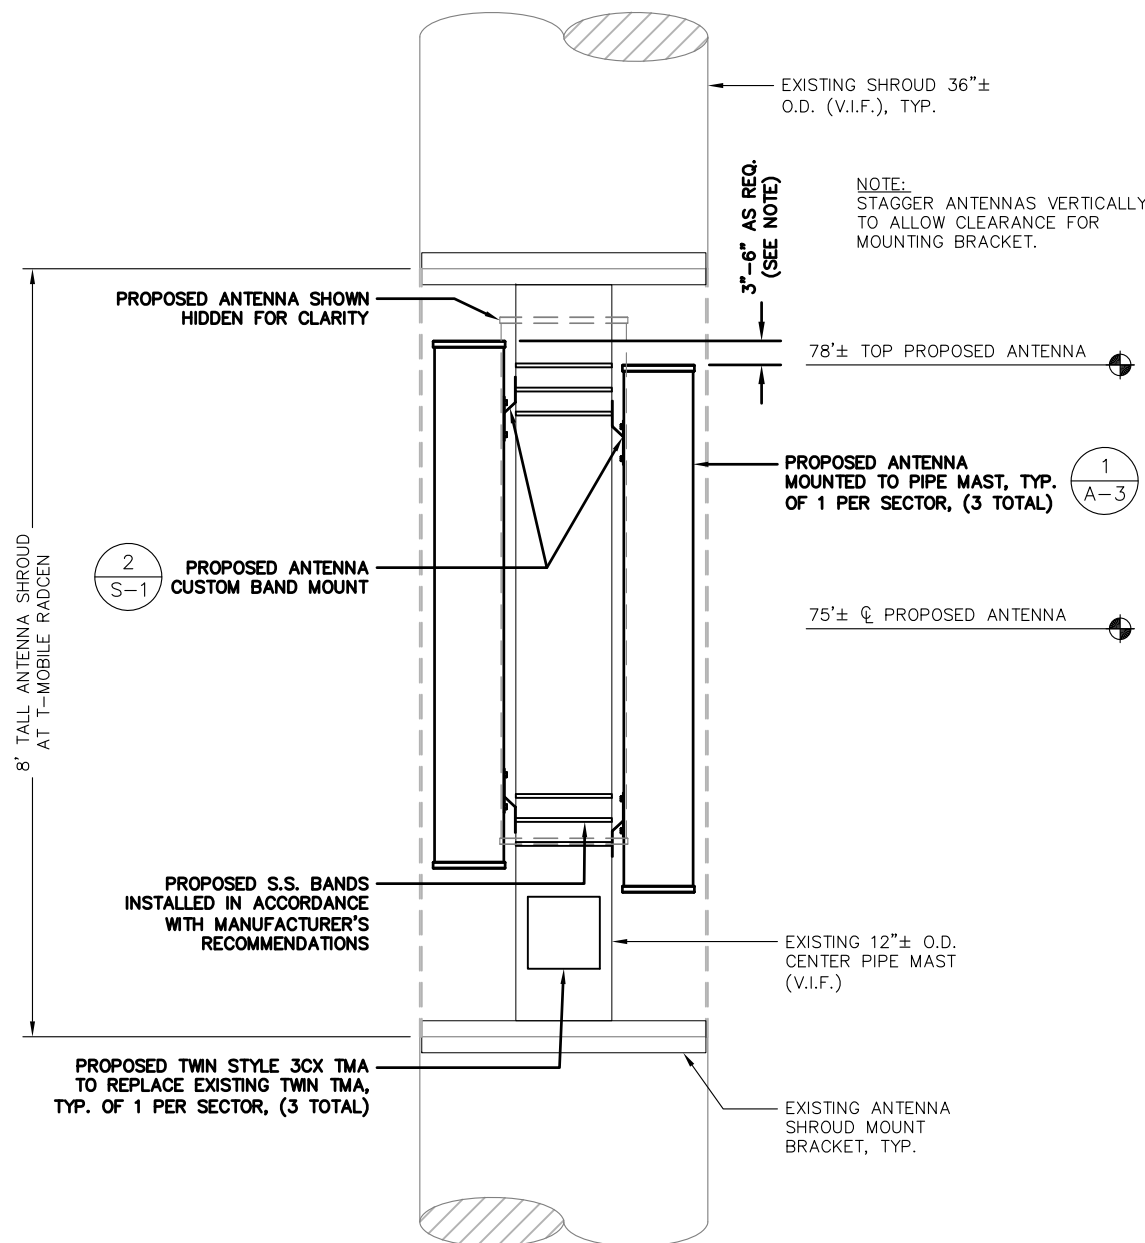 EXISTING SHROUD 36"±
O.D. (V.I.F.), TYP.
3"-6" AS REQ.
(SEE NOTE)
NOTE:
STAGGER ANTENNAS VERTICALLY
TO ALLOW CLEARANCE FOR
MOUNTING BRACKET.
PROPOSED ANTENNA SHOWN
HIDDEN FOR CLARITY
78'± TOP PROPOSED ANTENNA
PROPOSED ANTENNA
MOUNTED TO PIPE MAST, TYP.
OF 1 PER SECTOR, (3 TOTAL)
1
A-3
8' TALL ANTENNA SHROUD
AT T-MOBILE RADCEN
2
S-1
PROPOSED ANTENNA
CUSTOM BAND MOUNT
75'± ℄ PROPOSED ANTENNA
PROPOSED S.S. BANDS
INSTALLED IN ACCORDANCE
WITH MANUFACTURER'S
RECOMMENDATIONS
EXISTING 12"± O.D.
CENTER PIPE MAST
(V.I.F.)
PROPOSED TWIN STYLE 3CX TMA
TO REPLACE EXISTING TWIN TMA,
TYP. OF 1 PER SECTOR, (3 TOTAL)
EXISTING ANTENNA
SHROUD MOUNT
BRACKET, TYP.